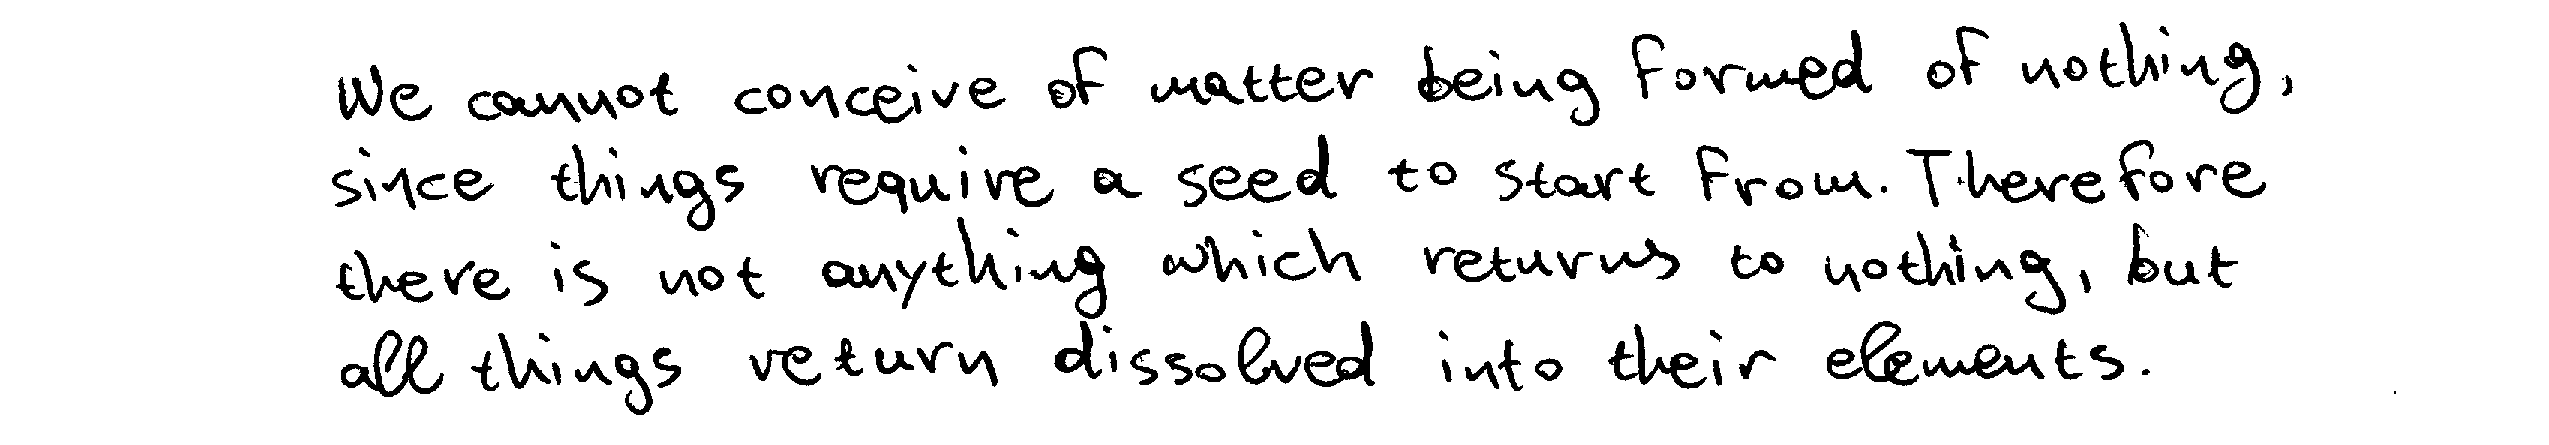 We cannot conceive of matter being formed of nothing,
since things require a seed to start from. Therefore
there is not anything which returns to nothing, but
all things return dissolved into their elements.